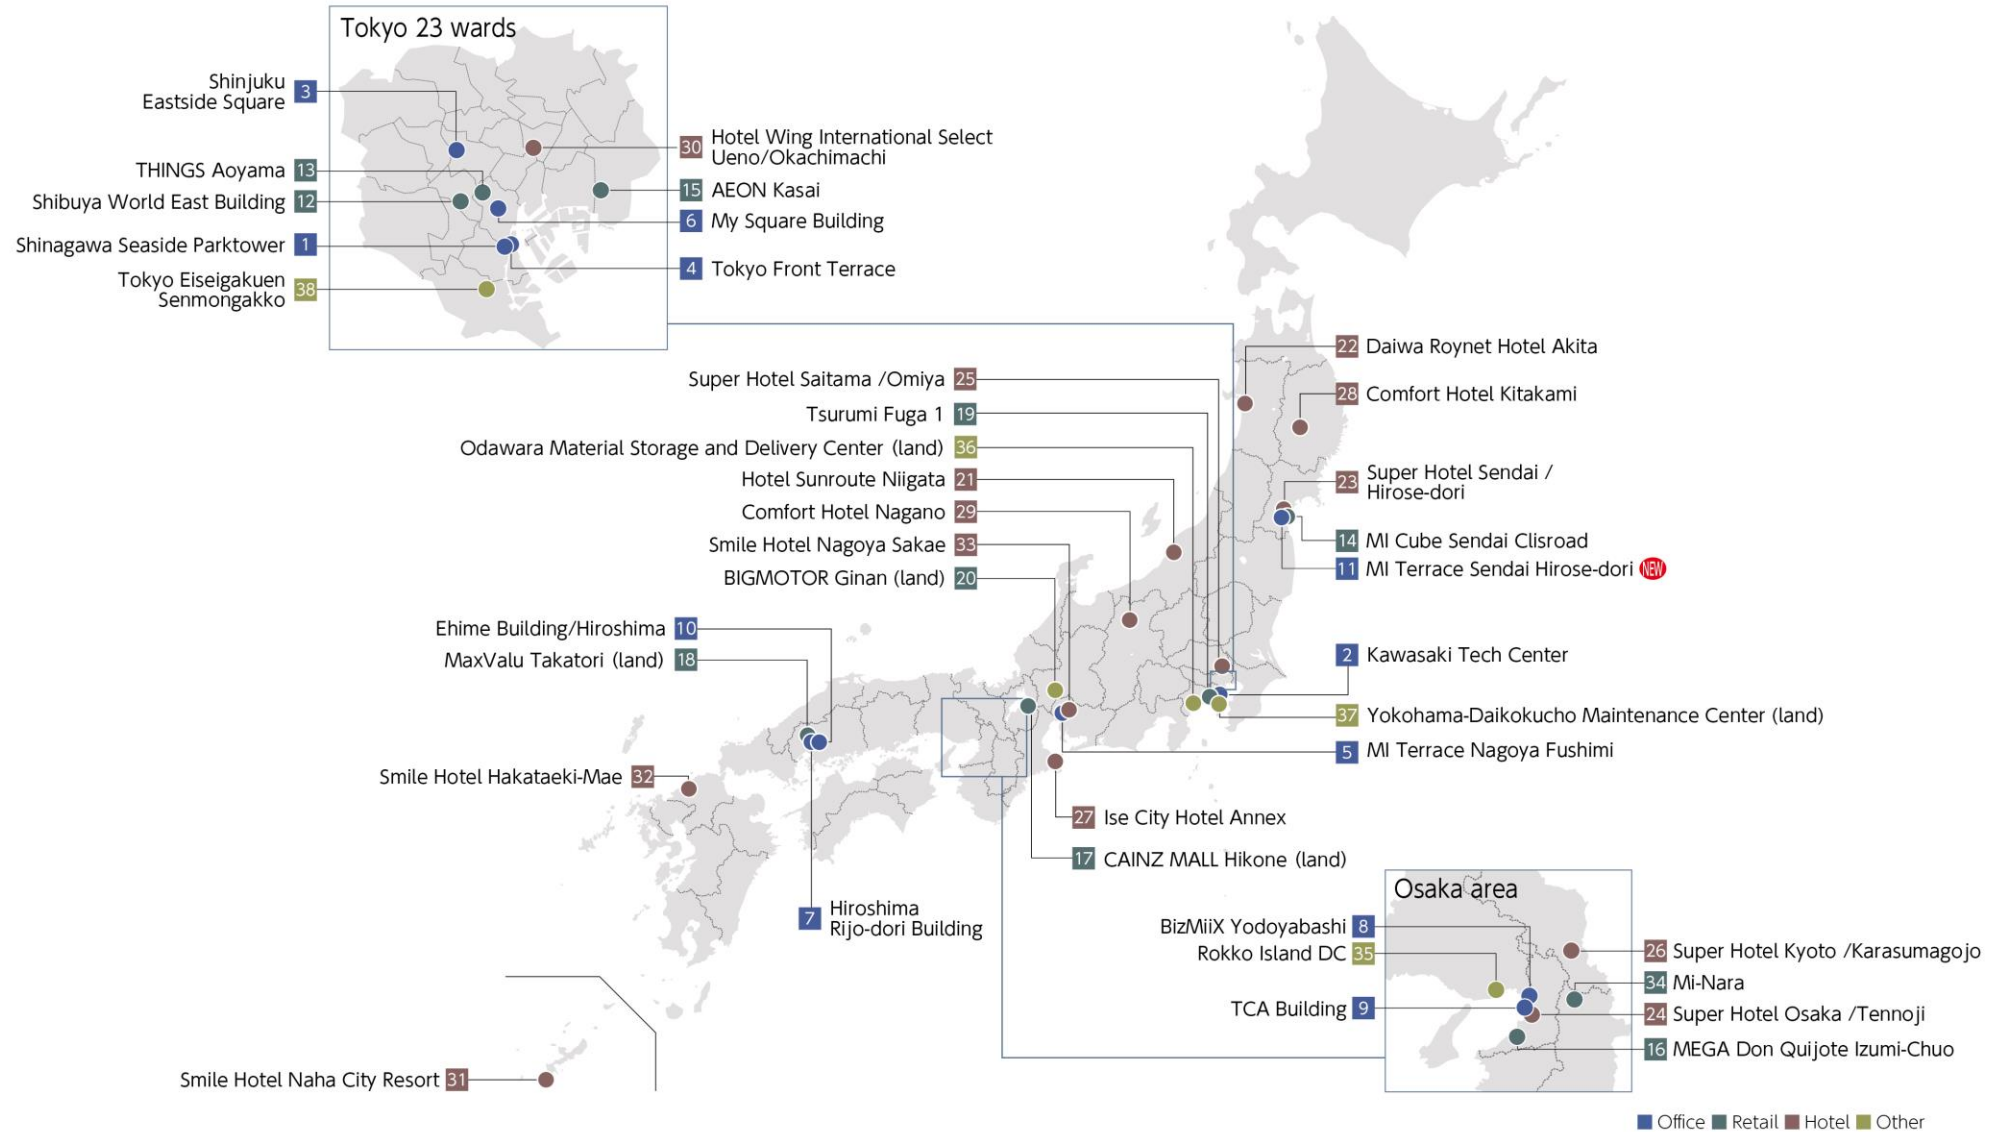 Tokyo 23 wards
Shinjuku
Eastside Square
3
THINGS Aoyama 13
Shibuya World East Building 12
Shinagawa Seaside Parktower 1
Tokyo Eiseigakuen
Senmongakko
38
30
Hotel Wing International Select
Ueno/Okachimachi
15 AEON Kasai
6 My Square Building
4 Tokyo Front Terrace
Super Hotel Saitama /Omiya 25
Tsurumi Fuga 1 19
Odawara Material Storage and Delivery Center (land) 36
Hotel Sunroute Niigata 21
Comfort Hotel Nagano 29
Smile Hotel Nagoya Sakae 33
BIGMOTOR Ginan (land) 20
Ehime Building/Hiroshima 10
MaxValu Takatori (land) 18
Smile Hotel Hakataeki-Mae 32
22 Daiwa Roynet Hotel Akita
28 Comfort Hotel Kitakami
23
Super Hotel Sendai /
Hirose-dori
14 MI Cube Sendai Clisroad
11 MI Terrace Sendai Hirose-dori NEW
2 Kawasaki Tech Center
37 Yokohama-Daikokucho Maintenance Center (land)
5 MI Terrace Nagoya Fushimi
27 Ise City Hotel Annex
17 CAINZ MALL Hikone (land)
7
Hiroshima
Rijo-dori Building
Smile Hotel Naha City Resort 31
Osaka area
BizMiiX Yodoyabashi 8
Rokko Island DC 35
TCA Building 9
26 Super Hotel Kyoto /Karasumagojo
34 Mi-Nara
24 Super Hotel Osaka /Tennoji
16 MEGA Don Quijote Izumi-Chuo
Office Retail Hotel Other